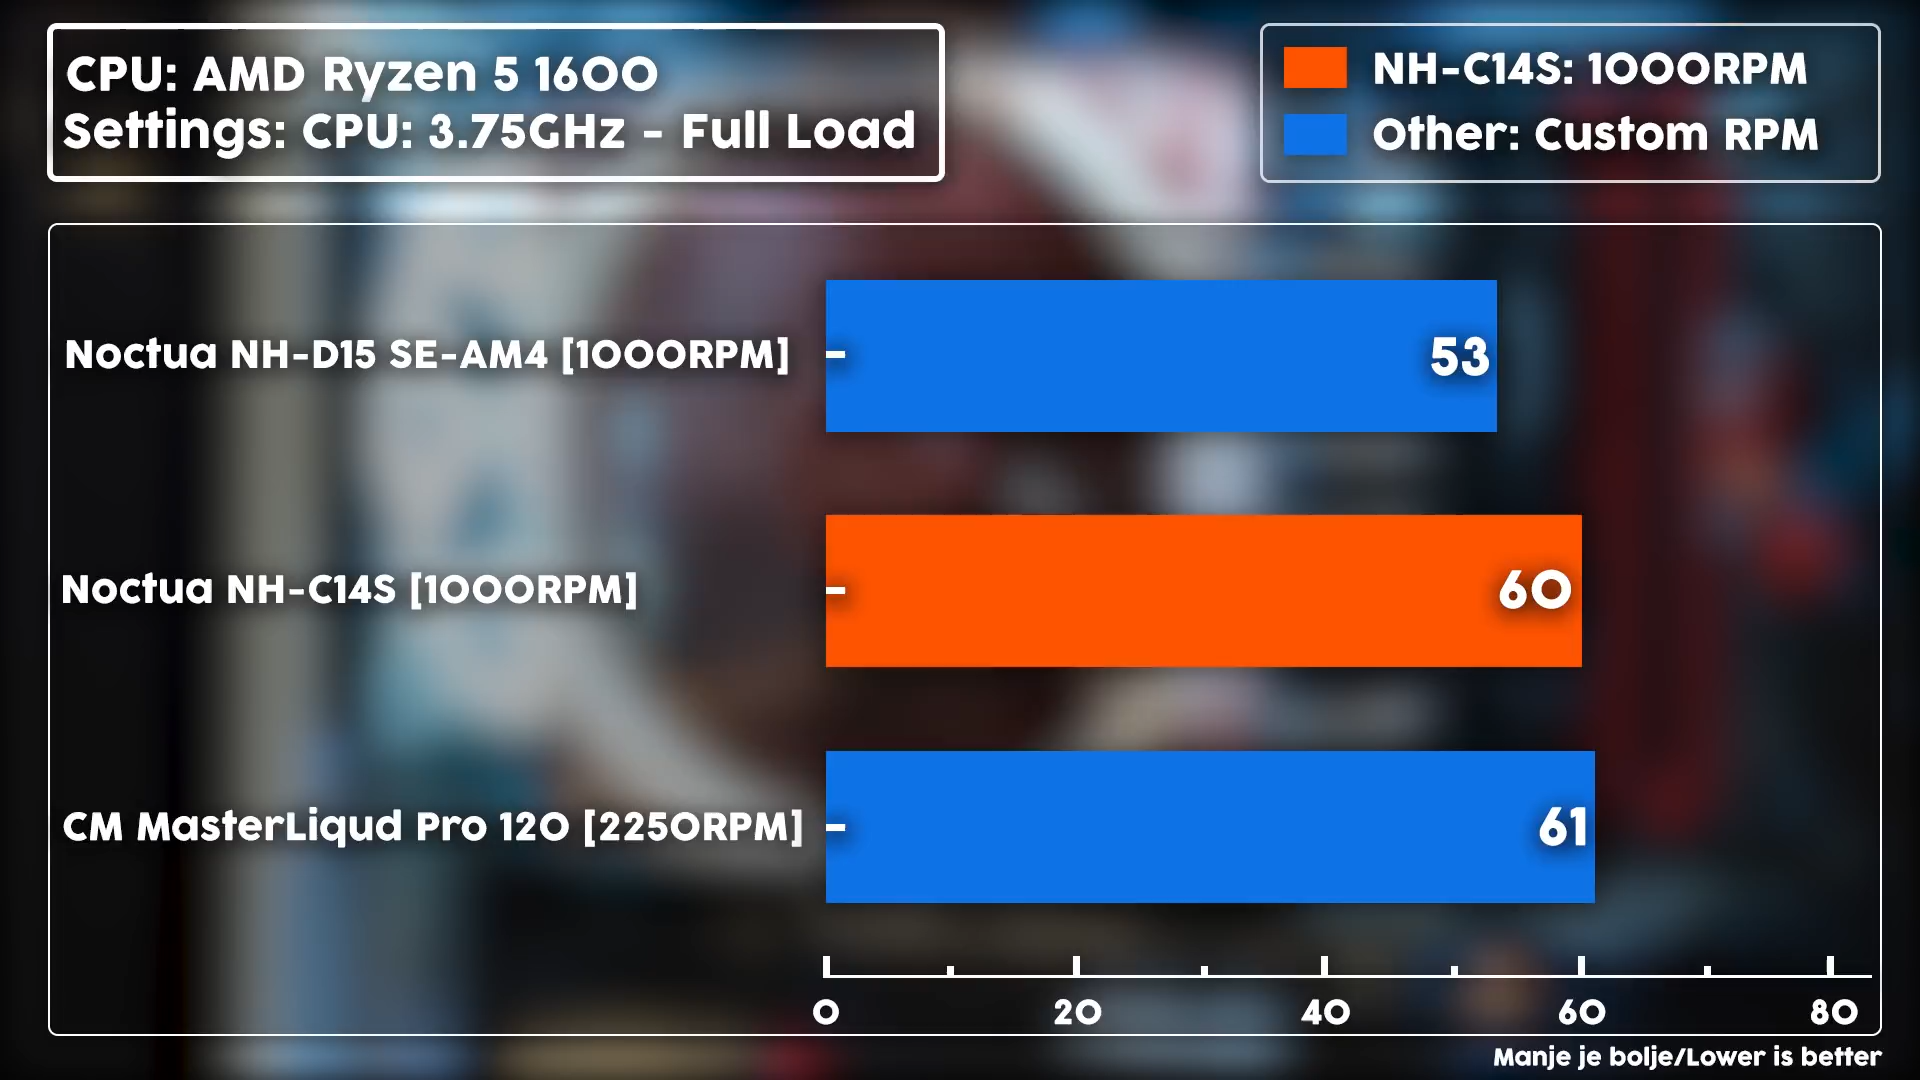 CPU: AMD Ryzen 5 1600
Settings: CPU: 3.75GHz - Full Load
NH-C14S: 1000RPM
Other: Custom RPM
Noctua NH-D15 SE-AM4 [1000RPM]
53
Noctua NH-C14S [1000RPM]
60
CM MasterLiqud Pro 120 [2250RPM]
61
0 20 40 60 80
Manje je bolje/Lower is better